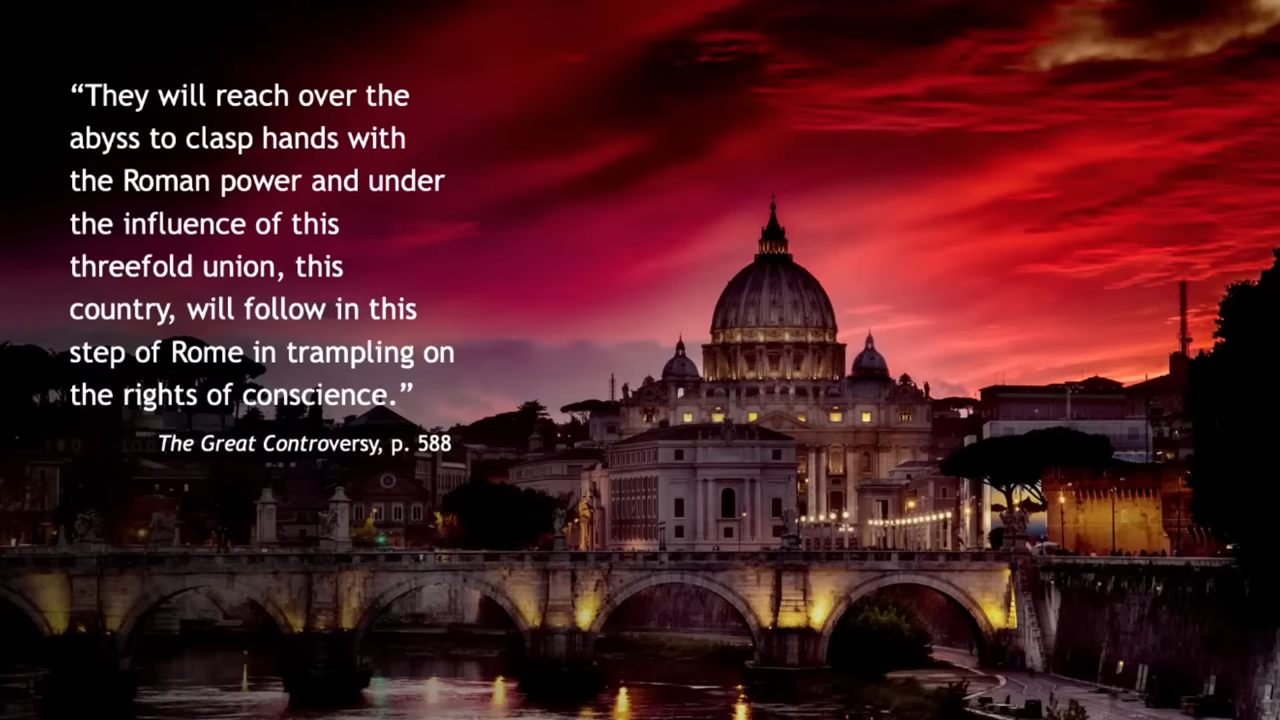 “They will reach over the
abyss to clasp hands with
the Roman power and under
the influence of this
threefold union, this
country, will follow in this
step of Rome in trampling on
the rights of conscience.”
The Great Controversy, p. 588